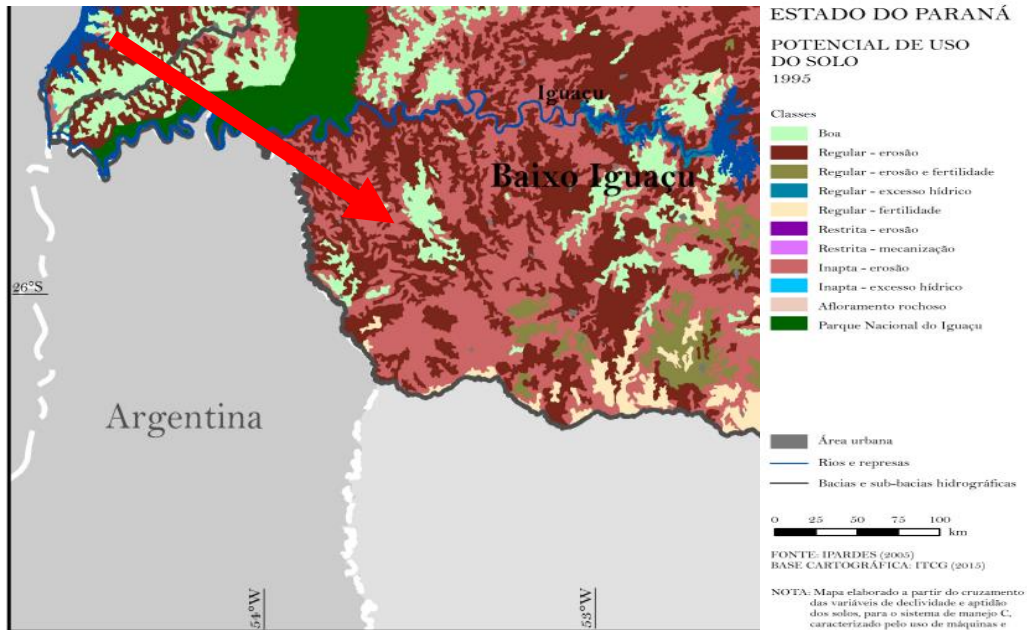 ESTADO DO PARANÁ
POTENCIAL DE USO
DO SOLO
1995
Classes
Boa
Regular - erosão
Regular - erosão e fertilidade
Regular - excesso hídrico
Regular - fertilidade
Restrita - erosão
Restrita - mecanização
Inapta - erosão
Inapta - excesso hídrico
Afloramento rochoso
Parque Nacional do Iguaçu
Área urbana
Rios e represas
Bacias e sub-bacias hidrográficas
0 25 50 75 100
km
FONTE: IPARDES (2005)
BASE CARTOGRÁFICA: ITCG (2015)
NOTA: Mapa elaborado a partir do cruzamento
das variáveis de declividade e aptidão
dos solos, para o sistema de manejo C,
caracterizado pelo uso de máquinas e
Iguaçu
Baixo Iguaçu
26°S
Argentina
54°W
53°W